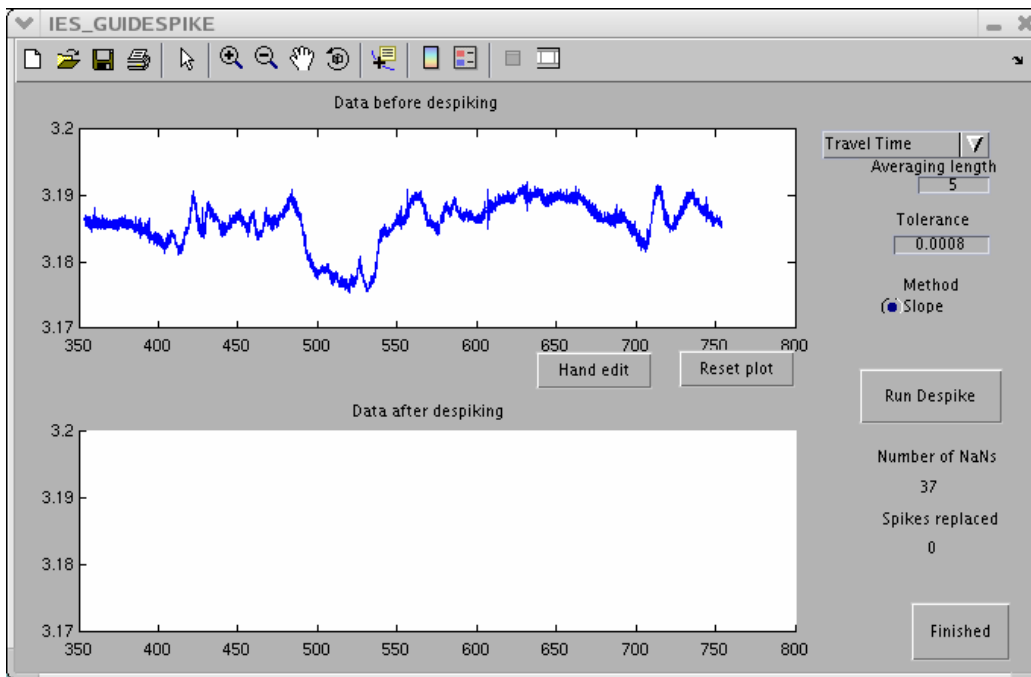 IES_GUIDESPIKE
Data before despiking
3.2
3.19
3.18
3.17
350 400 450 500 550 600 650 700 750 800
Travel Time
Averaging length
5
Tolerance
0.0008
Method
Slope
Hand edit
Reset plot
Run Despike
Data after despiking
3.2
3.19
3.18
3.17
350 400 450 500 550 600 650 700 750 800
Number of NaNs
37
Spikes replaced
0
Finished